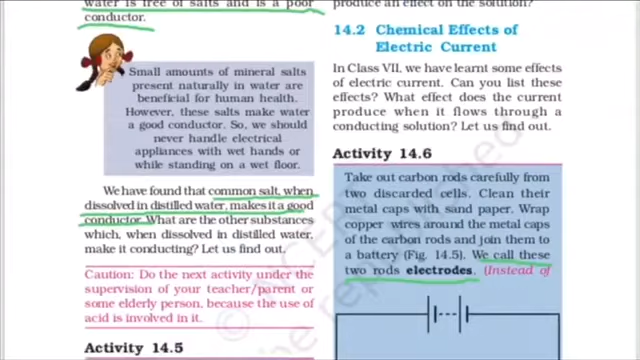 water is free of salts and is a poor
conductor.
Small amounts of mineral salts
present naturally in water are
beneficial for human health.
However, these salts make water
a good conductor. So, we should
never handle electrical
appliances with wet hands or
while standing on a wet floor.
We have found that common salt, when
dissolved in distilled water, makes it a good
conductor. What are the other substances
which, when dissolved in distilled water,
make it conducting? Let us find out.
Caution: Do the next activity under the
supervision of your teacher/parent or
some elderly person, because the use of
acid is involved in it.
Activity 14.5
produce an effect on the solution?
14.2 Chemical Effects of
Electric Current
In Class VII, we have learnt some effects
of electric current. Can you list these
effects? What effect does the current
produce when it flows through a
conducting solution? Let us find out.
Activity 14.6
Take out carbon rods carefully from
two discarded cells. Clean their
metal caps with sand paper. Wrap
copper wires around the metal caps
of the carbon rods and join them to
a battery (Fig. 14.5). We call these
two rods electrodes. (Instead of